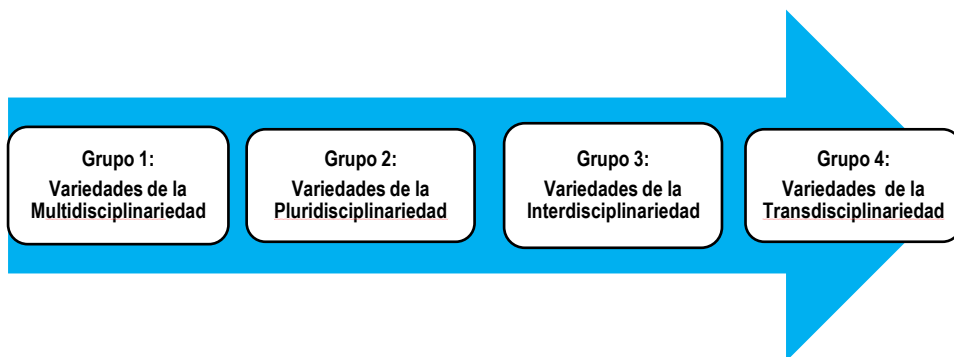 Grupo 1:
Variedades de la
Multidisciplinariedad
Grupo 2:
Variedades de la
Pluridisciplinariedad
Grupo 3:
Variedades de la
Interdisciplinariedad
Grupo 4:
Variedades de la
Transdisciplinariedad